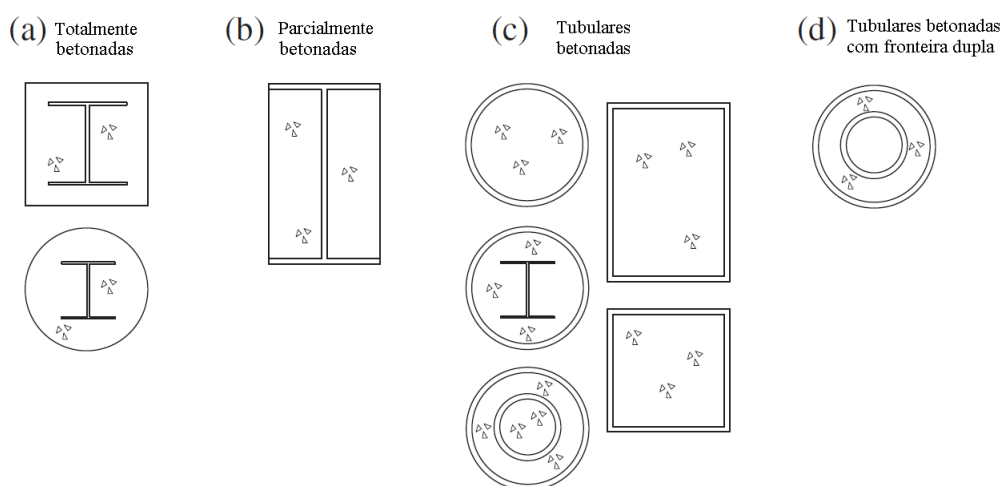 (a) Totalmente
betonadas
(b) Parcialmente
betonadas
(c) Tubulares
betonadas
(d) Tubulares betonadas
com fronteira dupla